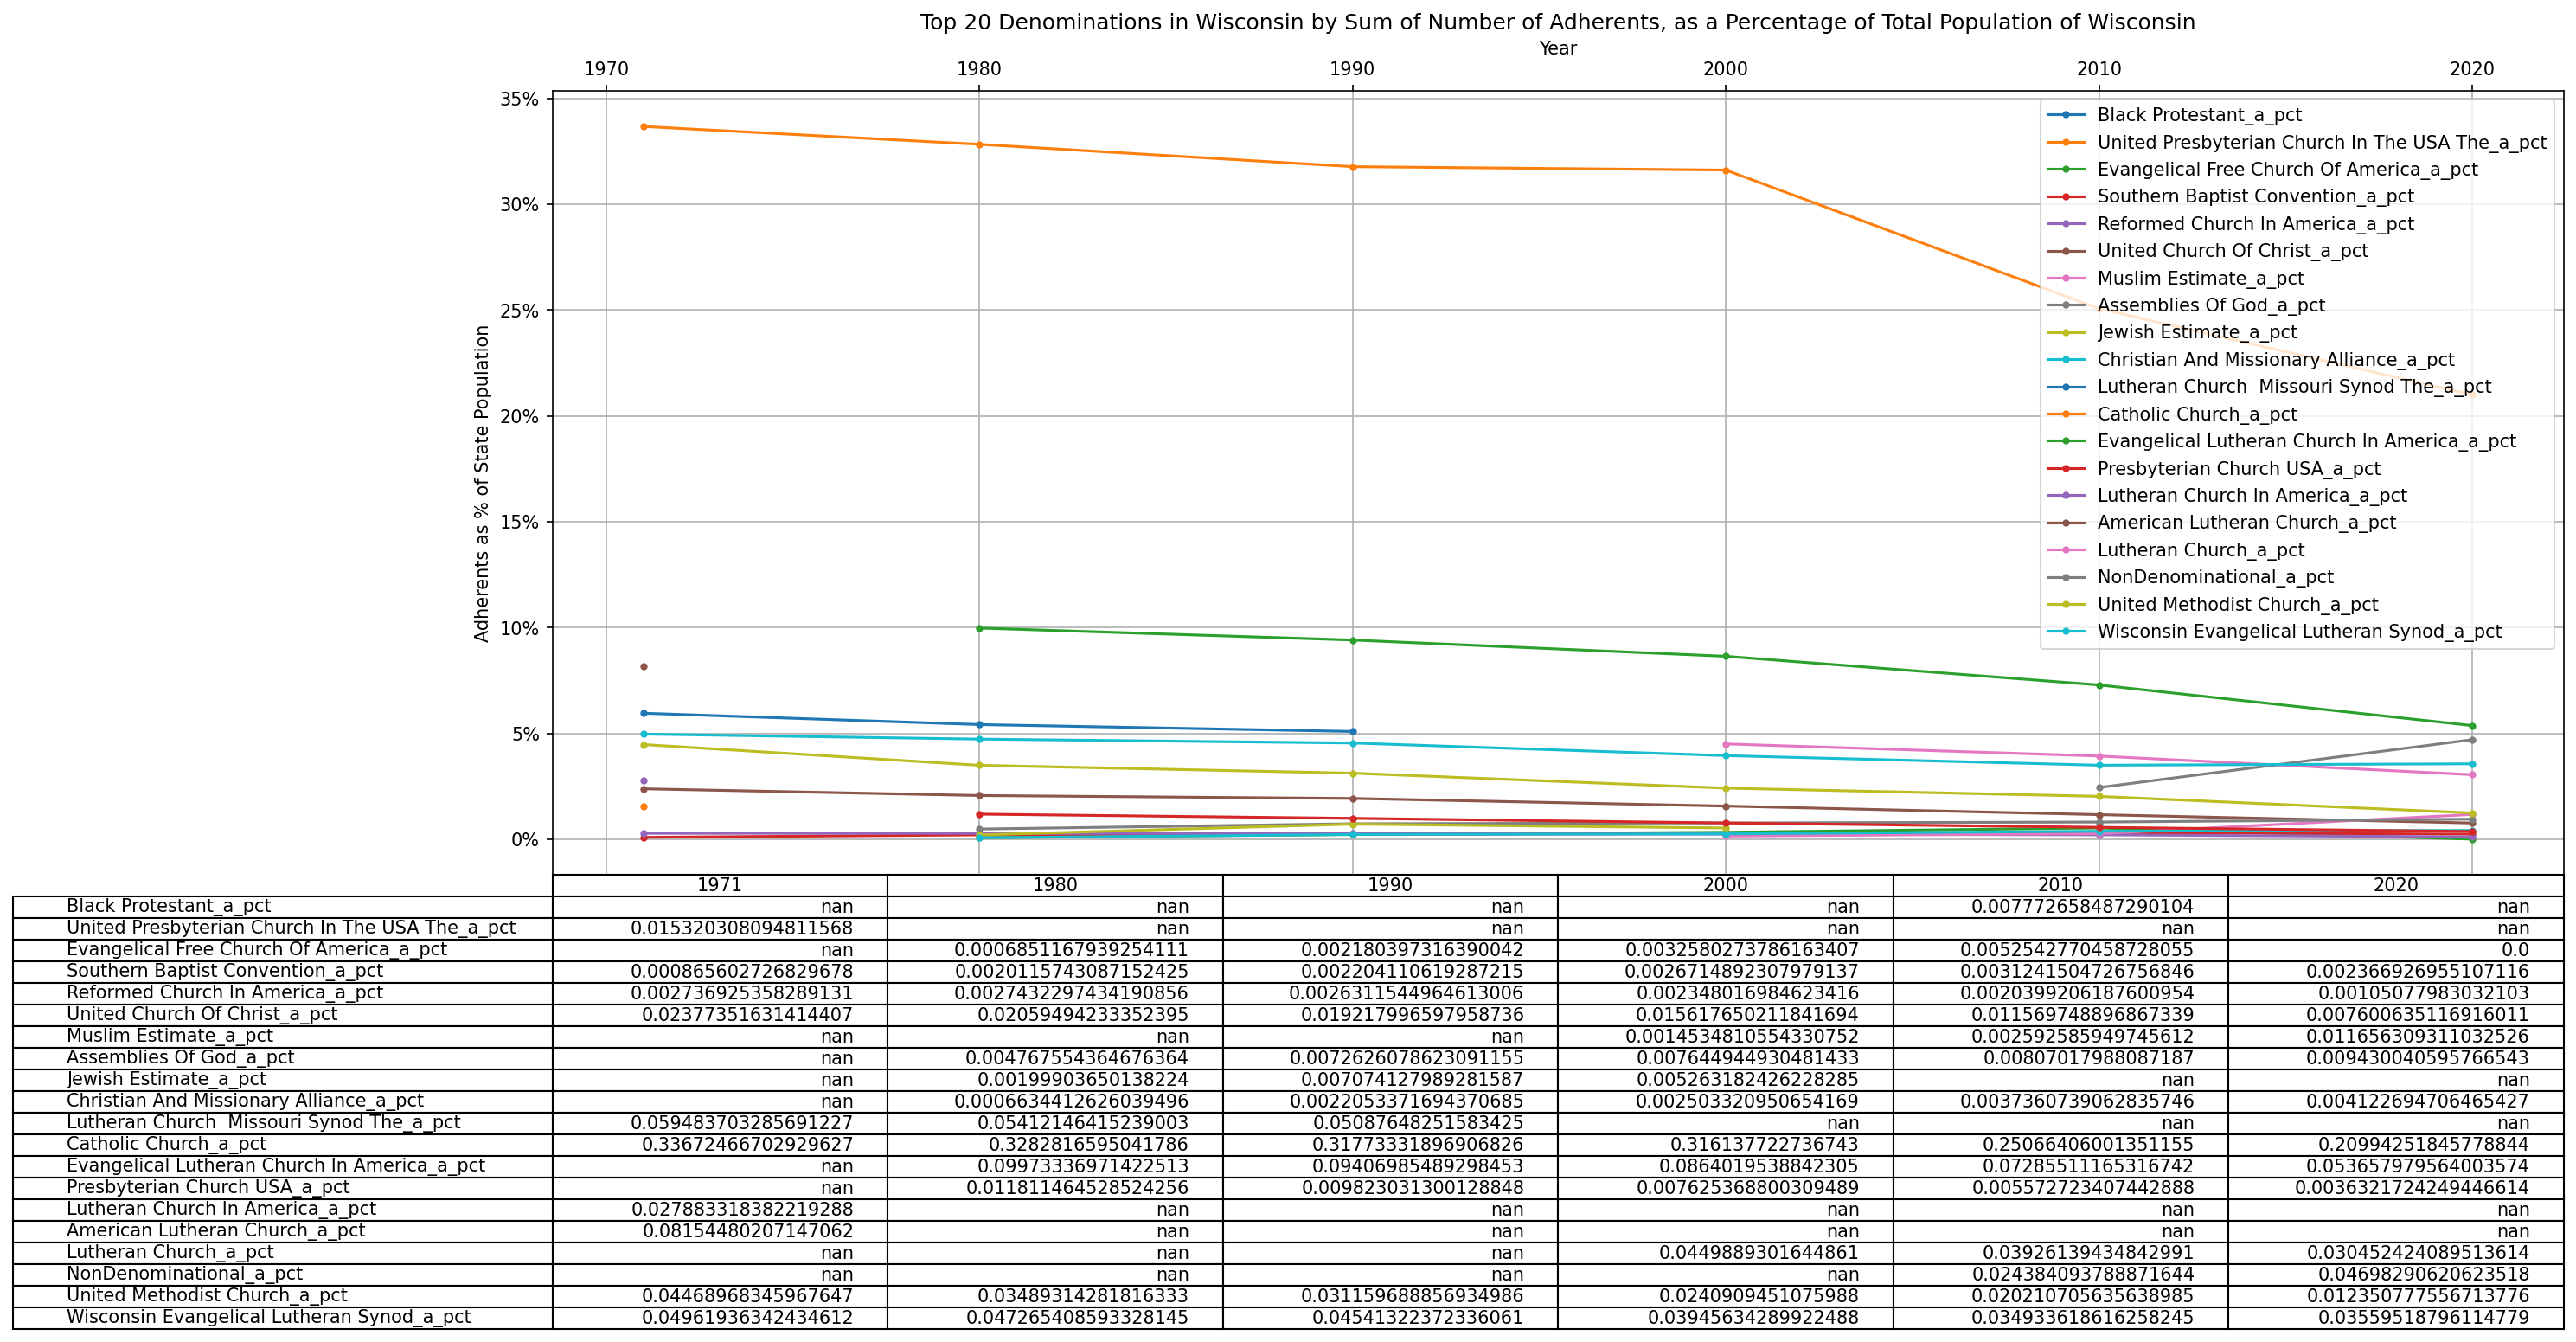 Top 20 Denominations in Wisconsin by Sum of Number of Adherents, as a Percentage of Total Population of Wisconsin
Year
1970 1980 1990 2000 2010 2020
35%
30%
25%
20%
15%
10%
5%
0%
Adherents as % of State Population
Black Protestant_a_pct
United Presbyterian Church In The USA The_a_pct
Evangelical Free Church Of America_a_pct
Southern Baptist Convention_a_pct
Reformed Church In America_a_pct
United Church Of Christ_a_pct
Muslim Estimate_a_pct
Assemblies Of God_a_pct
Jewish Estimate_a_pct
Christian And Missionary Alliance_a_pct
Lutheran Church  Missouri Synod The_a_pct
Catholic Church_a_pct
Evangelical Lutheran Church In America_a_pct
Presbyterian Church USA_a_pct
Lutheran Church In America_a_pct
American Lutheran Church_a_pct
Lutheran Church_a_pct
NonDenominational_a_pct
United Methodist Church_a_pct
Wisconsin Evangelical Lutheran Synod_a_pct
1971 1980 1990 2000 2010 2020
Black Protestant_a_pct nan nan nan nan 0.007772658487290104 nan
United Presbyterian Church In The USA The_a_pct 0.015320308094811568 nan nan nan nan nan
Evangelical Free Church Of America_a_pct nan 0.0006851167939254111 0.002180397316390042 0.0032580273786163407 0.0052542770458728055 0.0
Southern Baptist Convention_a_pct 0.000865602726829678 0.0020115743087152425 0.002204110619287215 0.0026714892307979137 0.0031241504726756846 0.002366926955107116
Reformed Church In America_a_pct 0.002736925358289131 0.0027432297434190856 0.0026311544964613006 0.002348016984623416 0.0020399206187600954 0.00105077983032103
United Church Of Christ_a_pct 0.02377351631414407 0.02059494233352395 0.019217996597958736 0.015617650211841694 0.011569748896867339 0.007600635116916011
Muslim Estimate_a_pct nan nan nan 0.0014534810554330752 0.002592585949745612 0.011656309311032526
Assemblies Of God_a_pct nan 0.004767554364676364 0.0072626078623091155 0.007644944930481433 0.00807017988087187 0.009430040595766543
Jewish Estimate_a_pct nan 0.00199903650138224 0.007074127989281587 0.005263182426228285 nan nan
Christian And Missionary Alliance_a_pct nan 0.0006634412626039496 0.0022053371694370685 0.002503320950654169 0.0037360739062835746 0.004122694706465427
Lutheran Church  Missouri Synod The_a_pct 0.059483703285691227 0.05412146415239003 0.05087648251583425 nan nan nan
Catholic Church_a_pct 0.33672466702929627 0.3282816595041786 0.31773331896906826 0.316137722736743 0.25066406001351155 0.20994251845778844
Evangelical Lutheran Church In America_a_pct nan 0.09973336971422513 0.09406985489298453 0.0864019538842305 0.07285511165316742 0.053657979564003574
Presbyterian Church USA_a_pct nan 0.011811464528524256 0.009823031300128848 0.007625368800309489 0.005572723407442888 0.0036321724249446614
Lutheran Church In America_a_pct 0.027883318382219288 nan nan nan nan nan
American Lutheran Church_a_pct 0.08154480207147062 nan nan nan nan nan
Lutheran Church_a_pct nan nan nan 0.0449889301644861 0.03926139434842991 0.030452424089513614
NonDenominational_a_pct nan nan nan nan 0.024384093788871644 0.04698290620623518
United Methodist Church_a_pct 0.04468968345967647 0.03489314281816333 0.031159688856934986 0.0240909451075988 0.020210705635638985 0.012350777556713776
Wisconsin Evangelical Lutheran Synod_a_pct 0.04961936342434612 0.047265408593328145 0.04541322372336061 0.03945634289922488 0.034933618616258245 0.03559518796114779